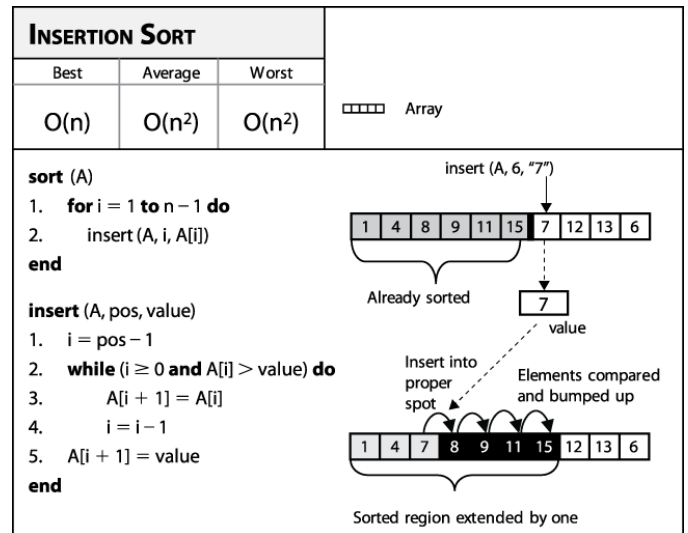 INSERTION SORT
Best Average Worst
O(n) O(n²) O(n²)
Array
sort (A)
1. for i = 1 to n – 1 do
2. insert (A, i, A[i])
end
insert (A, pos, value)
1. i = pos – 1
2. while (i ≥ 0 and A[i] > value) do
3. A[i + 1] = A[i]
4. i = i – 1
5. A[i + 1] = value
end
insert (A, 6, “7”)
1 4 8 9 11 15 7 12 13 6
Already sorted
7
value
Insert into
proper
spot
Elements compared
and bumped up
1 4 7 8 9 11 15 12 13 6
Sorted region extended by one